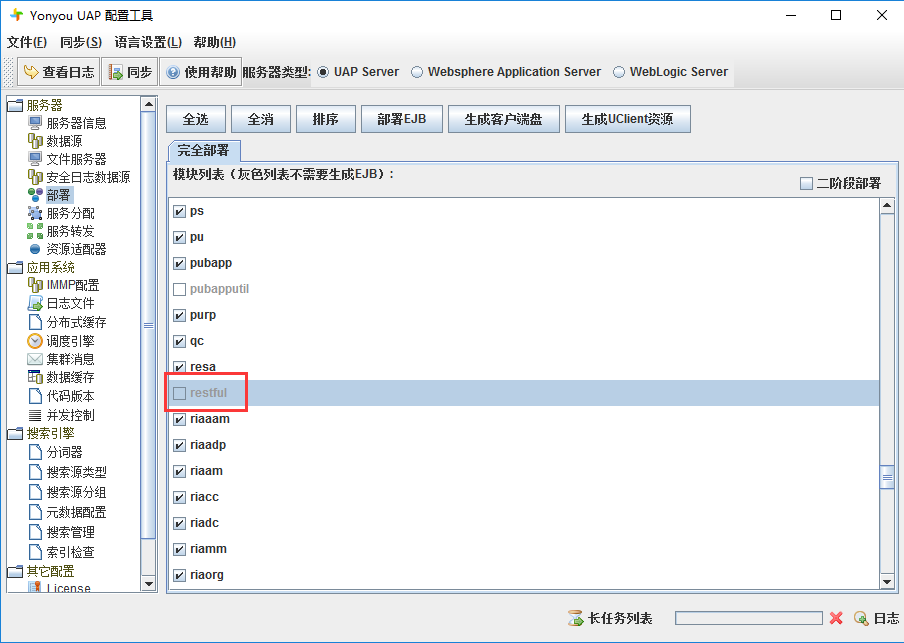 Yonyou UAP 配置工具
文件(F) 同步(S) 语言设置(L) 帮助(H)
查看日志 同步 使用帮助 服务器类型: UAP Server Websphere Application Server WebLogic Server
服务器
服务器信息
数据源
文件服务器
安全日志数据源
部署
服务分配
服务转发
资源适配器
应用系统
IMMP配置
日志文件
分布式缓存
调度引擎
集群消息
数据缓存
代码版本
并发控制
搜索引擎
分词器
搜索源类型
搜索源分组
元数据配置
搜索管理
索引检查
其它配置
License
全选 全消 排序 部署EJB 生成客户端盘 生成UClient资源
完全部署
模块列表（灰色列表不需要生成EJB）:
二阶段部署
ps
pu
pubapp
pubapputil
purp
qc
resa
restful
riaaam
riaadp
riaam
riacc
riadc
riamm
riaorg
长任务列表 日志